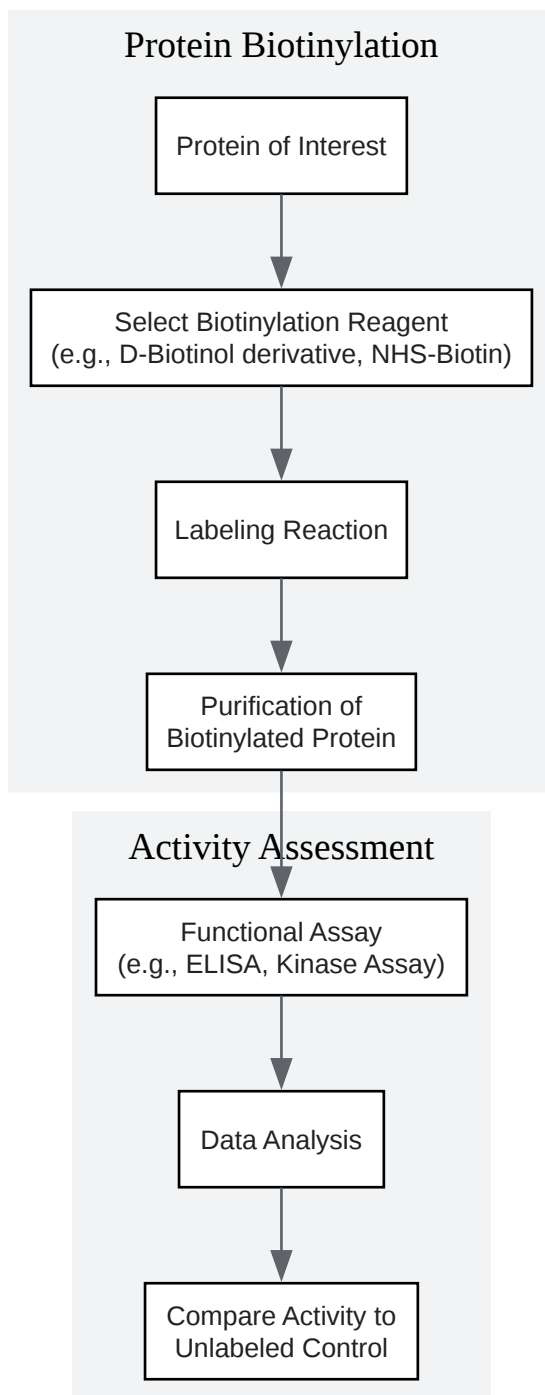 Protein Biotinylation
Protein of Interest
Select Biotinylation Reagent
(e.g., D-Biotinol derivative, NHS-Biotin)
Labeling Reaction
Purification of
Biotinylated Protein
Activity Assessment
Functional Assay
(e.g., ELISA, Kinase Assay)
Data Analysis
Compare Activity to
Unlabeled Control